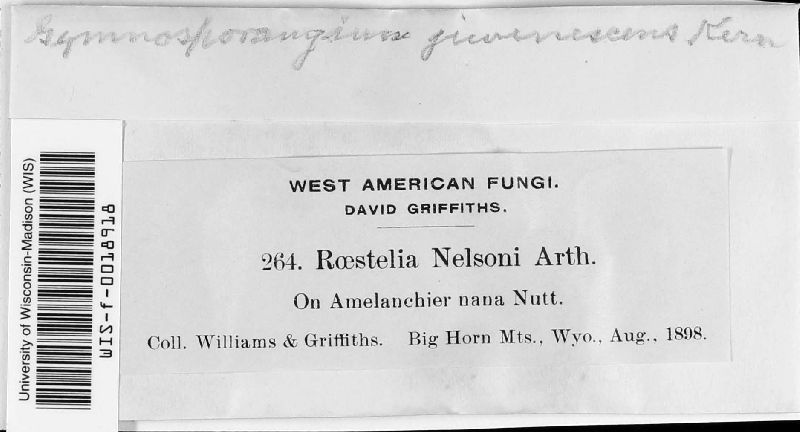 Gymnosporangium juvenescens Kern
University of Wisconsin-Madison (WIS)
WIS-f-0018918
WEST AMERICAN FUNGI.
DAVID GRIFFITHS.
264. Rœstelia Nelsoni Arth.
On Amelanchier nana Nutt.
Coll. Williams & Griffiths. Big Horn Mts., Wyo., Aug., 1898.